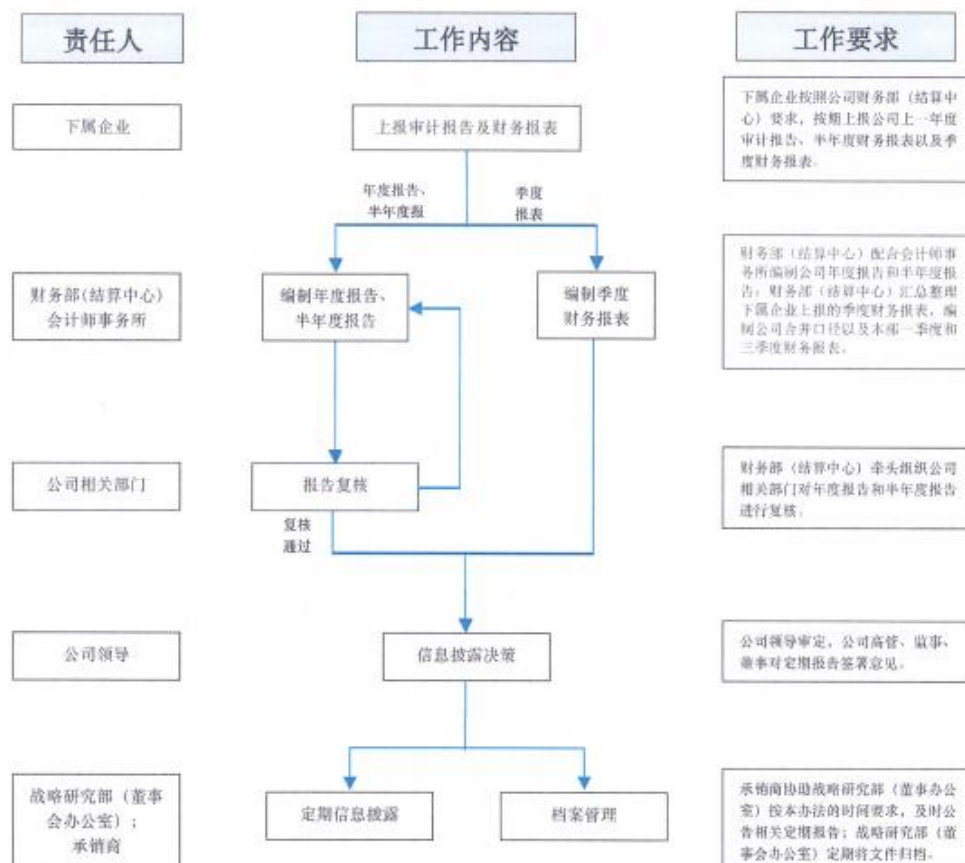 责任人
工作内容
工作要求
下属企业
上报审计报告及财务报表
下属企业按照公司财务部（结算中
心）要求，按期上报公司上一年度
审计报告、半年度财务报表以及季
度财务报表。
年度报告、
半年度报
季度
报表
财务部(结算中心)
会计师事务所
编制年度报告、
半年度报告
编制季度
财务报表
财务部（结算中心）配合会计师事
务所编制公司年度报告和半年度报
告；财务部（结算中心）汇总整理
下属企业上报的季度财务报表，编
制公司合并口径以及本部一季度和
三季度财务报表。
公司相关部门
报告复核
财务部（结算中心）牵头组织公司
相关部门对年度报告和半年度报告
进行复核。
复核
通过
公司领导
信息披露决策
公司领导审定，公司高管、监事、
董事对定期报告签署意见。
战略研究部（董事
会办公室）；
承销商
定期信息披露
档案管理
承销商协助战略研究部（董事办公
室）按本办法的时间要求，及时公
告相关定期报告；战略研究部（董
事会办公室）定期将文件归档。